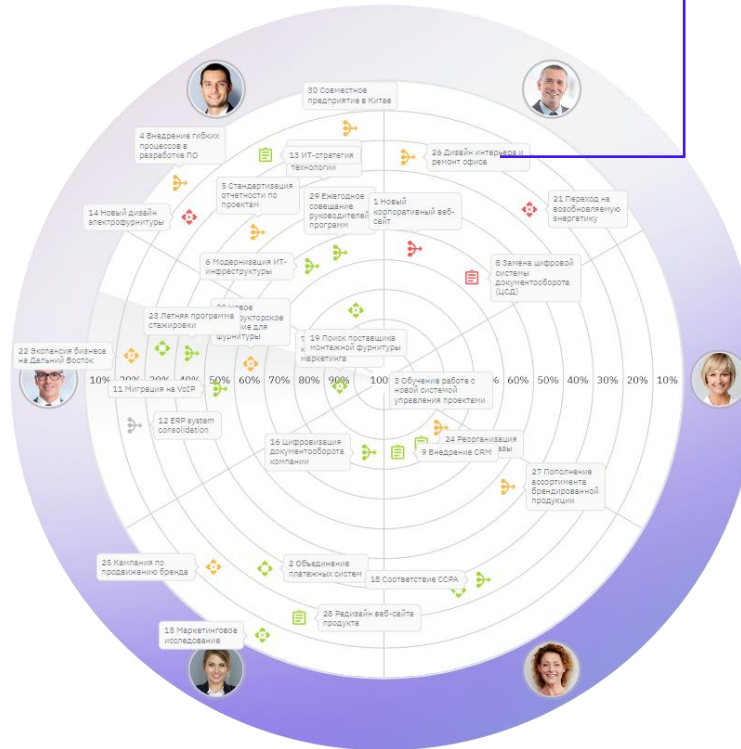 30 Совместное
предприятие в Китае
4 Внедрение гибких
процессов в
разработке ПО
13 ИТ-стратегия
технологии
26 Дизайн интерьера и
ремонт офиса
5 Стандартизация
отчетности по
проектам
29 Ежегодное
совещание
руководителей
программ
1 Новый
корпоративный веб-
сайт
21 Переход на
возобновляемую
энергетику
14 Новый дизайн
электрофурнитуры
6 Модернизация ИТ-
инфраструктуры
8 Замена цифровой
системы
документооборота
(ЦСД)
23 Летняя программа
стажировки
фурнитуры
19 Поиск поставщика
монтажной фурнитуры
маркетинга
22 Экспансия бизнеса
на Дальний Восток
10% 20% 30% 40% 50% 60% 70% 80% 90% 100 60% 50% 40% 30% 20% 10%
3 Обучение работе с
новой системой
управления проектами
11 Миграция на VoIP
12 ERP system
consolidation
16 Цифровизация
документооборота
компании
24 Реорганизация
9 Внедрение CRM
27 Пополнение
ассортимента
брендированной
продукции
25 Кампания по
продвижению бренда
2 Объединение
платежных систем
18 Соответствие CCPA
28 Редизайн веб-сайта
продукта
15 Маркетинговое
исследование